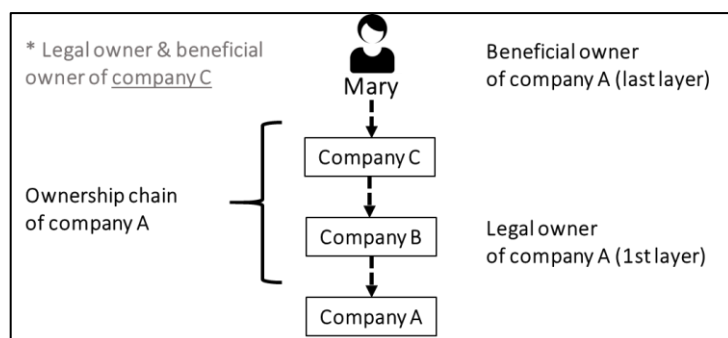 * Legal owner & beneficial
owner of company C
Mary
Beneficial owner
of company A (last layer)
Company C
Ownership chain
of company A
Company B
Legal owner
of company A (1st layer)
Company A